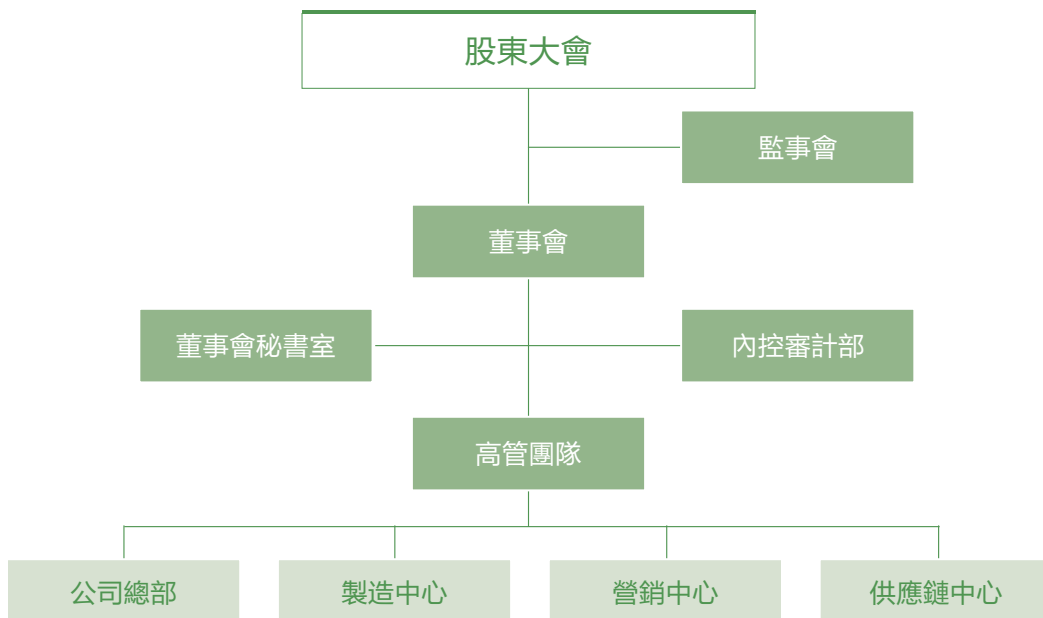 股東大會
監事會
董事會
董事會秘書室
內控審計部
高管團隊
公司總部
製造中心
營銷中心
供應鏈中心